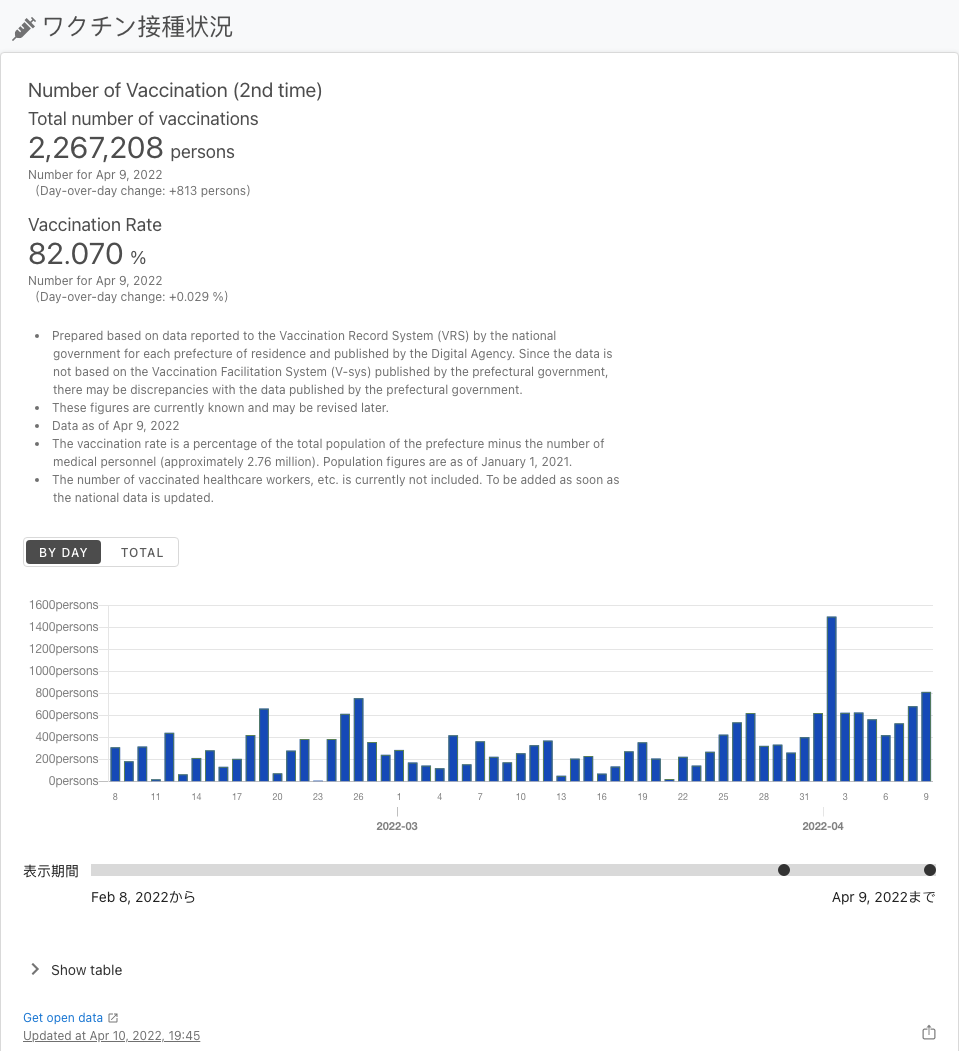 ワクチン接種状況
Number of Vaccination (2nd time)
Total number of vaccinations
2,267,208 persons
Number for Apr 9, 2022
(Day-over-day change: +813 persons)
Vaccination Rate
82.070 %
Number for Apr 9, 2022
(Day-over-day change: +0.029 %)
• Prepared based on data reported to the Vaccination Record System (VRS) by the national
government for each prefecture of residence and published by the Digital Agency. Since the data is
not based on the Vaccination Facilitation System (V-sys) published by the prefectural government,
there may be discrepancies with the data published by the prefectural government.
• These figures are currently known and may be revised later.
• Data as of Apr 9, 2022
• The vaccination rate is a percentage of the total population of the prefecture minus the number of
medical personnel (approximately 2.76 million). Population figures are as of January 1, 2021.
• The number of vaccinated healthcare workers, etc. is currently not included. To be added as soon as
the national data is updated.
BY DAY TOTAL
1600persons
1400persons
1200persons
1000persons
800persons
600persons
400persons
200persons
0persons
8 11 14 17 20 23 26 1 4 7 10 13 16 19 22 25 28 31 3 6 9
2022-03 2022-04
表示期間
Feb 8, 2022から Apr 9, 2022まで
Show table
Get open data
Updated at Apr 10, 2022, 19:45